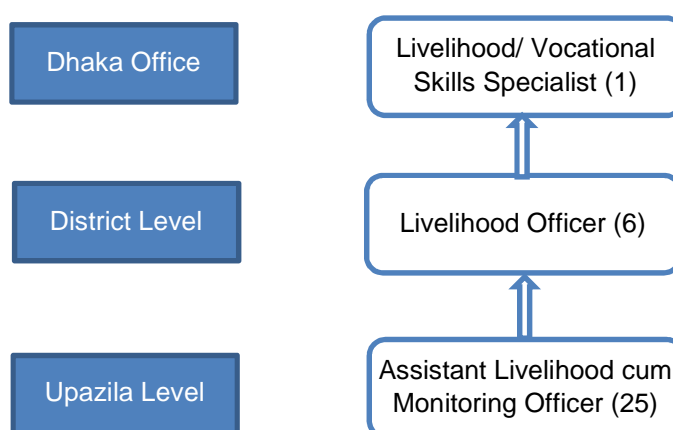 Dhaka Office
Livelihood/ Vocational
Skills Specialist (1)
District Level
Livelihood Officer (6)
Upazila Level
Assistant Livelihood cum
Monitoring Officer (25)